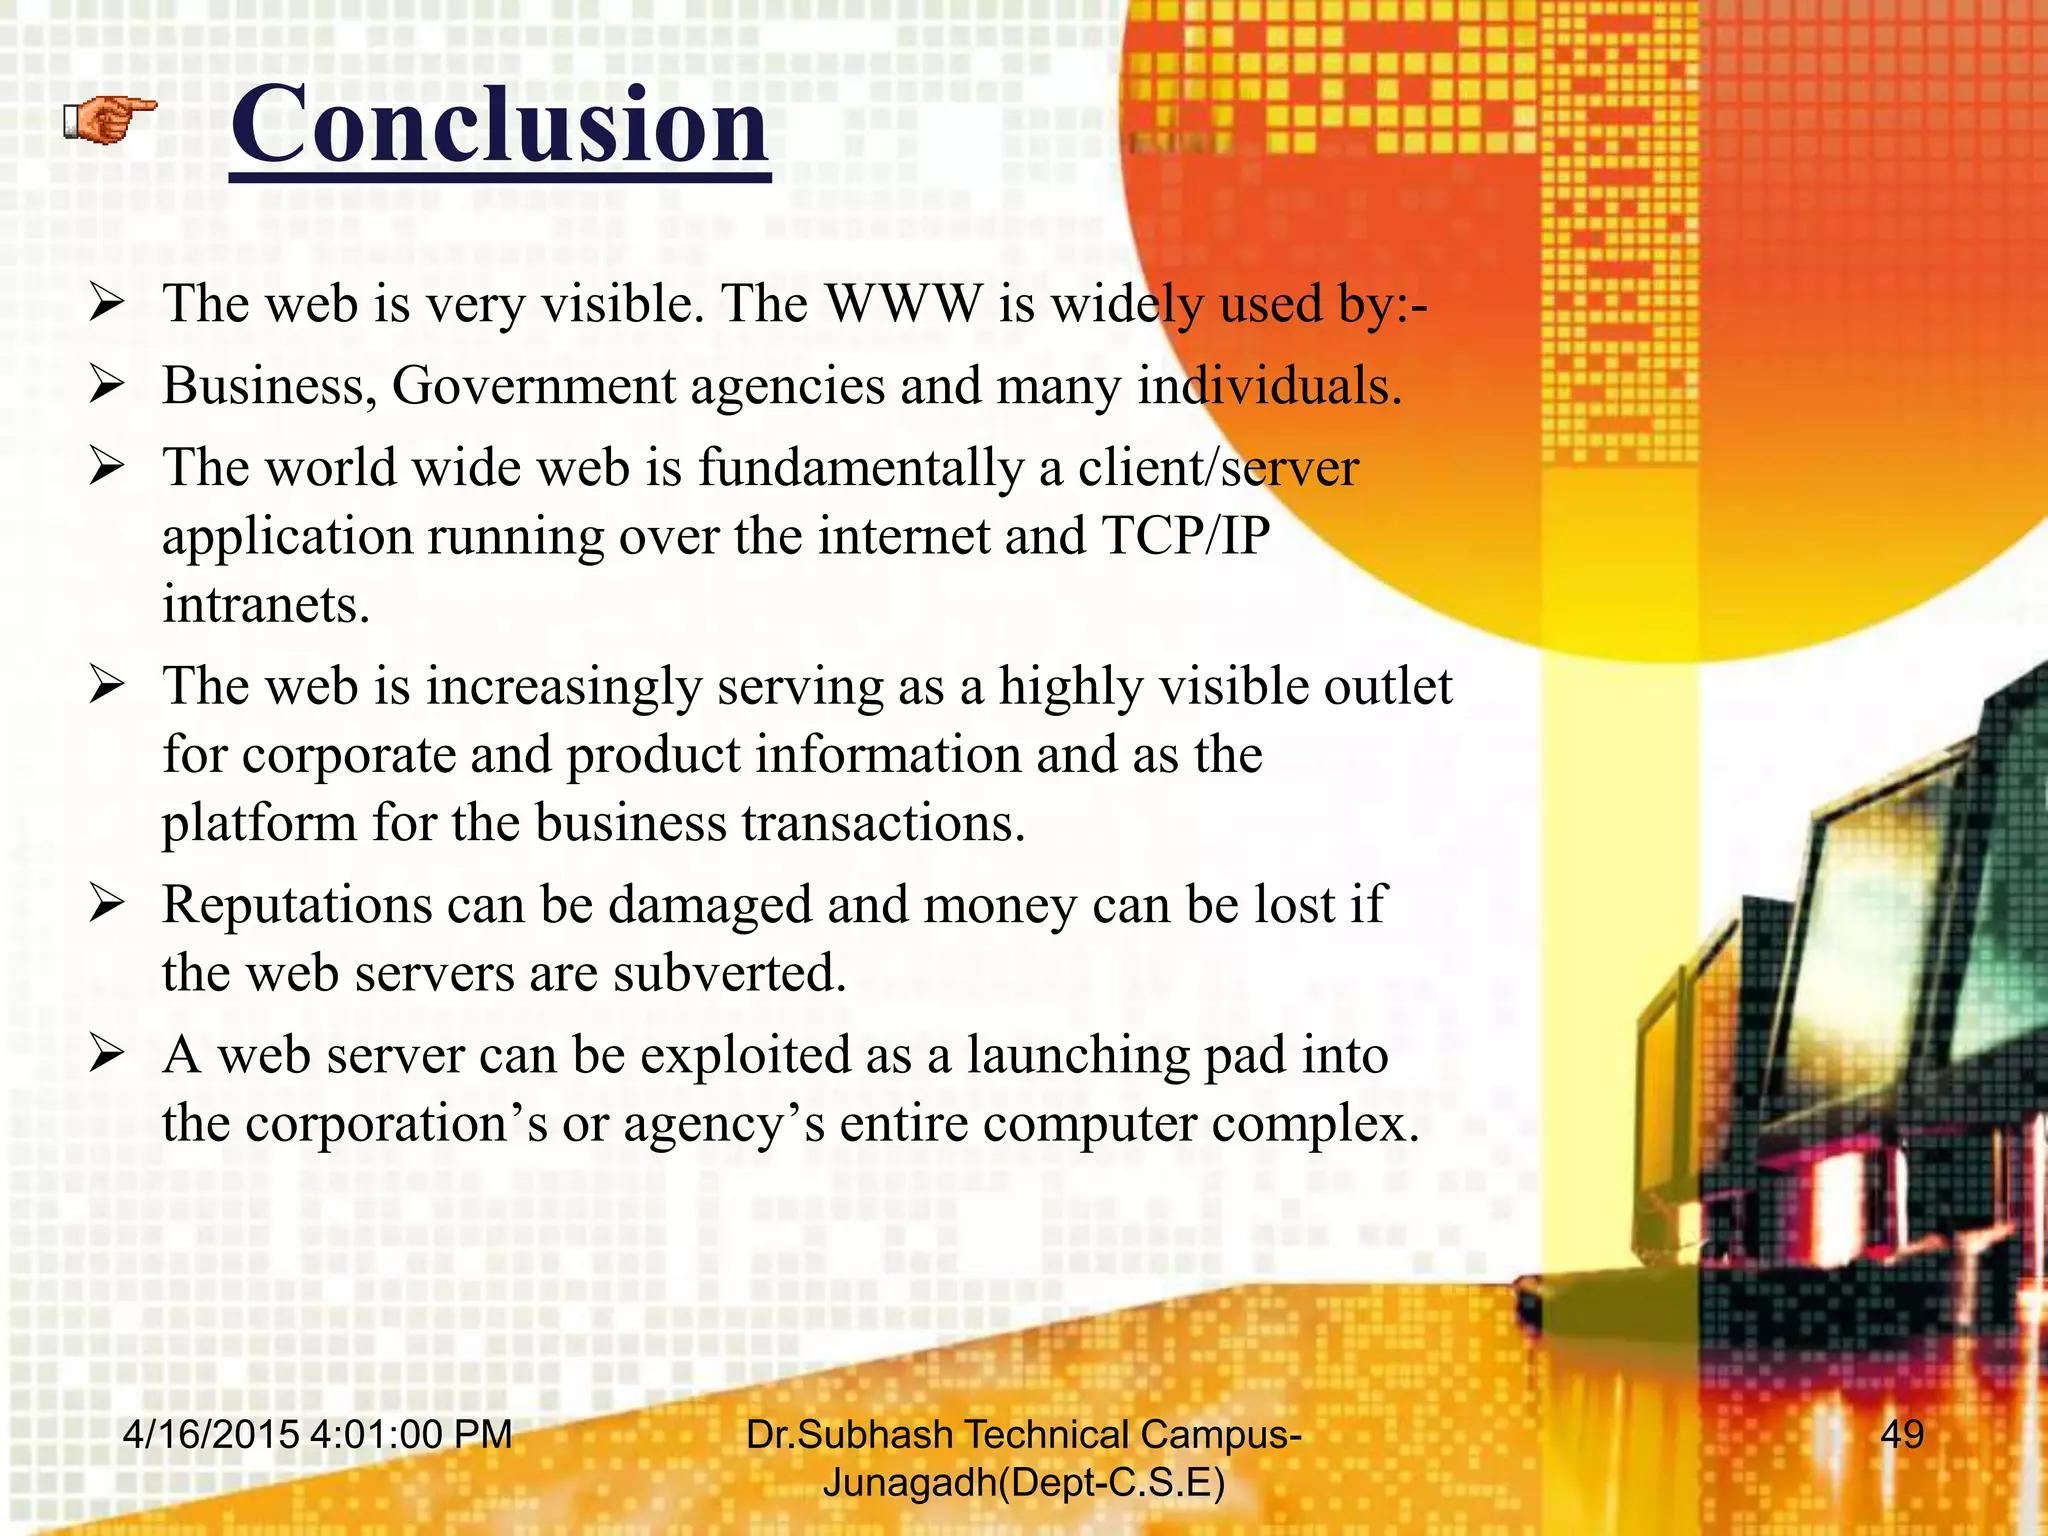 Conclusion
➢ The web is very visible. The WWW is widely used by:-
➢ Business, Government agencies and many individuals.
➢ The world wide web is fundamentally a client/server
application running over the internet and TCP/IP
intranets.
➢ The web is increasingly serving as a highly visible outlet
for corporate and product information and as the
platform for the business transactions.
➢ Reputations can be damaged and money can be lost if
the web servers are subverted.
➢ A web server can be exploited as a launching pad into
the corporation’s or agency’s entire computer complex.
4/16/2015 4:01:00 PM
Dr.Subhash Technical Campus-
Junagadh(Dept-C.S.E)
49